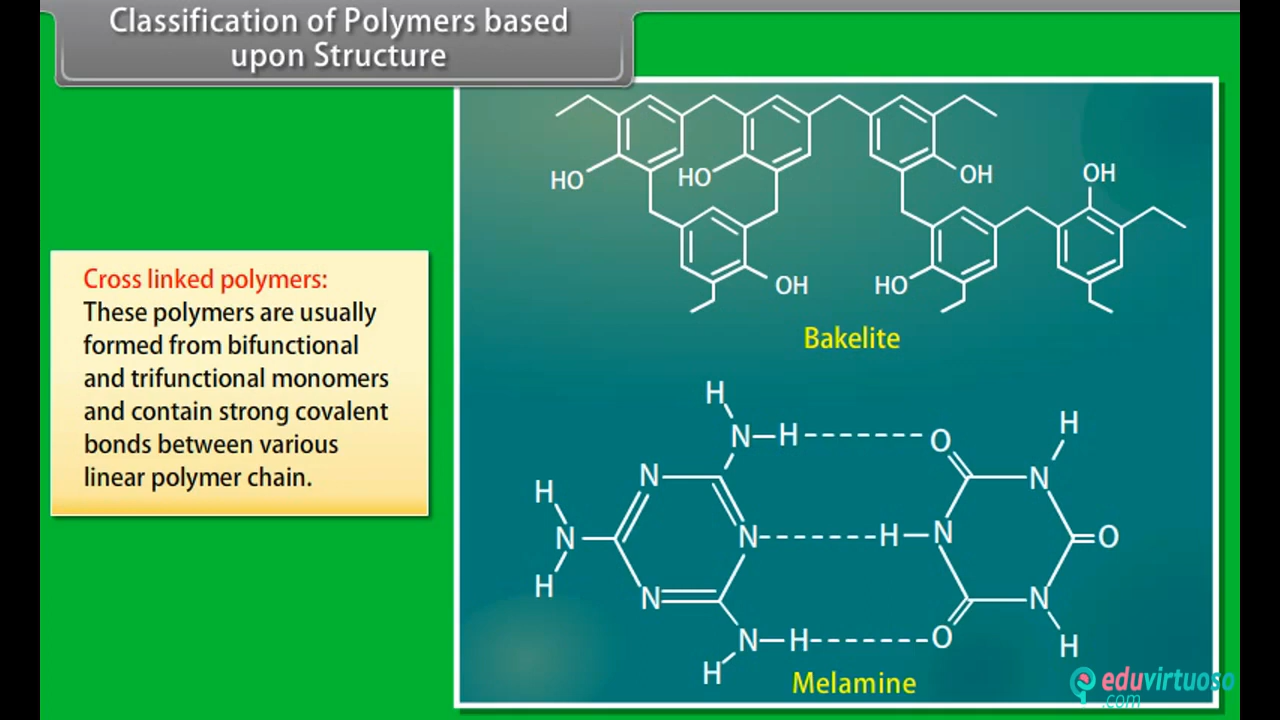 Classification of Polymers based
upon Structure
Cross linked polymers:
These polymers are usually
formed from bifunctional
and trifunctional monomers
and contain strong covalent
bonds between various
linear polymer chain.
HO
HO
OH
OH
OH
HO
Bakelite
H
N–H
O
H
N
N
H
N
N
H–N
O
H
N
N
N–H
O
H
H
Melamine
eduvirtuoso
.com